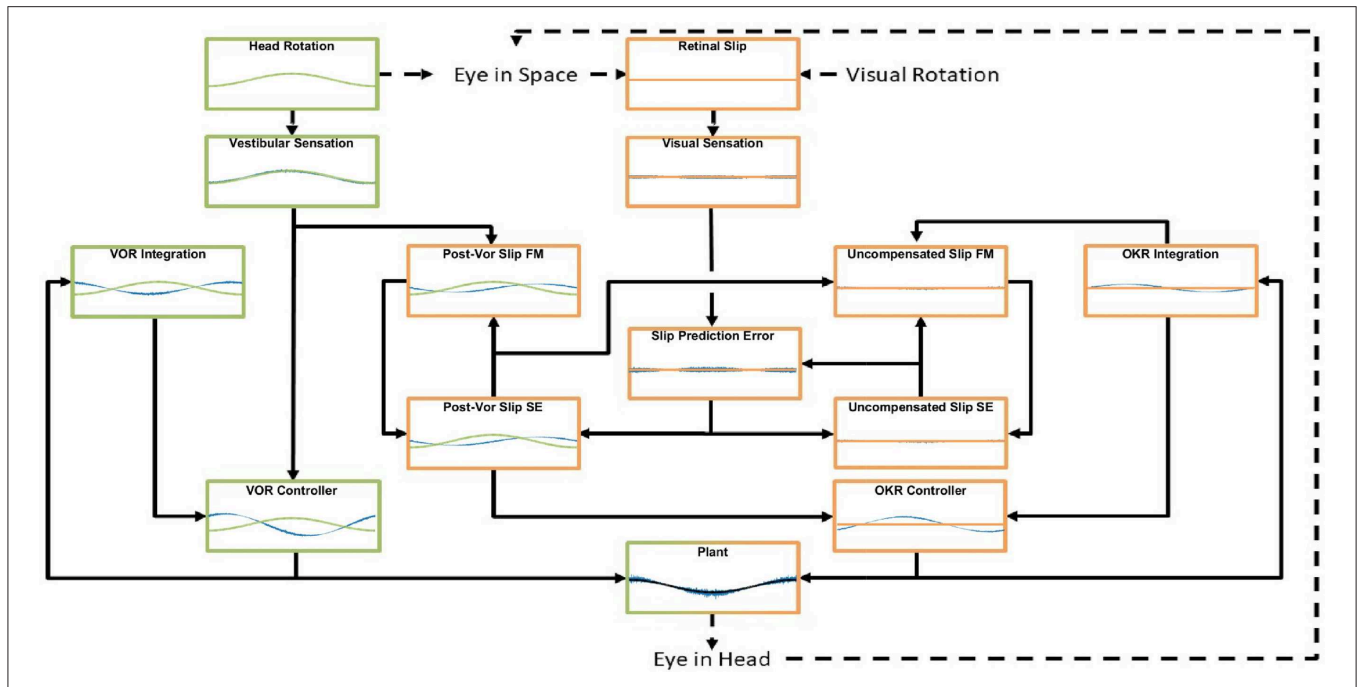 Head Rotation
Retinal Slip
Eye in Space
Visual Rotation
Vestibular Sensation
Visual Sensation
VOR Integration
Post-Vor Slip FM
Uncompensated Slip FM
OKR Integration
Slip Prediction Error
Post-Vor Slip SE
Uncompensated Slip SE
VOR Controller
OKR Controller
Plant
Eye in Head